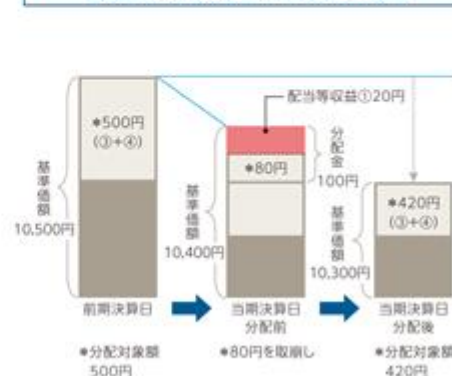 配当等収益①20円
*500円
(③+④)
分配金
100円
*80円
基準価額
10,500円
基準価額
10,400円
*420円
(③+④)
基準価額
10,300円
前期決算日
当期決算日
分配前
当期決算日
分配後
*分配対象額
500円
*80円を取崩し
*分配対象額
420円